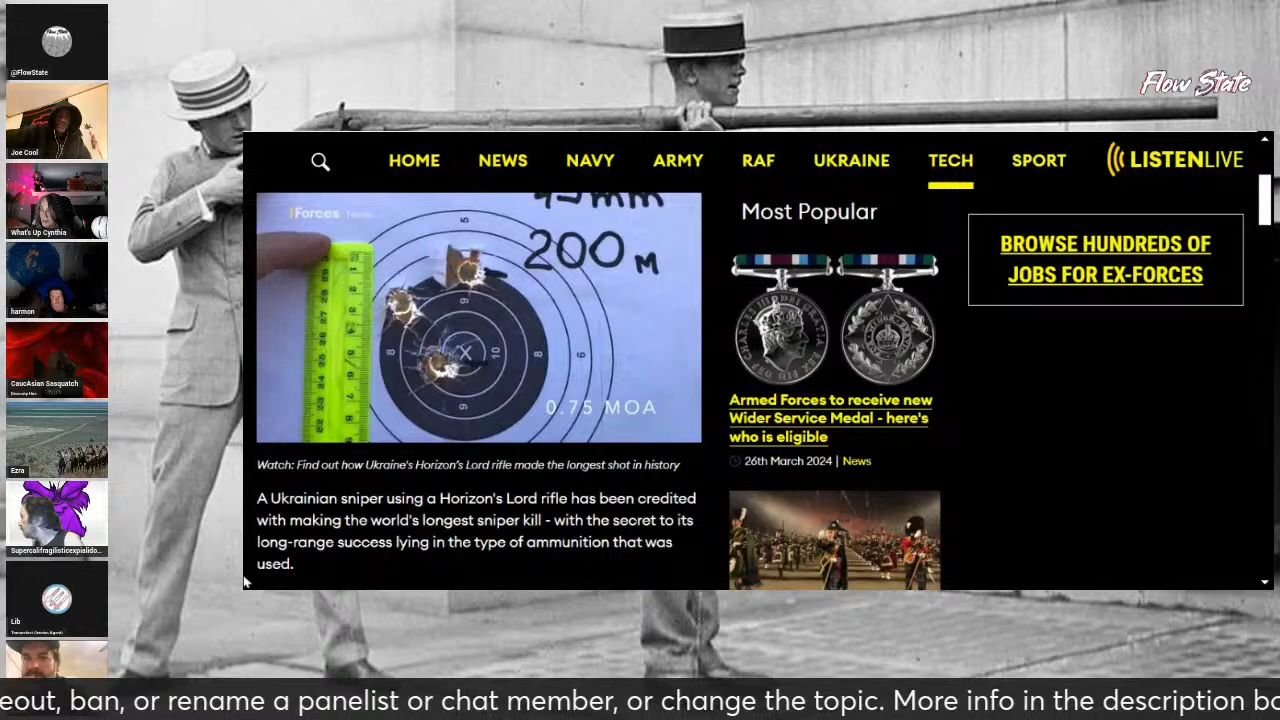 @FlowState
Joe Cool
What's Up Cynthia
harmon
CaucAsian Sasquatch
Diversity Hire
Ezra
Supercalifragilisticexpialido...
Lib
Flow State
HOME NEWS NAVY ARMY RAF UKRAINE TECH SPORT LISTENLIVE
Forces
200 M
0.75 MOA
Watch: Find out how Ukraine's Horizon's Lord rifle made the longest shot in history
A Ukrainian sniper using a Horizon's Lord rifle has been credited
with making the world's longest sniper kill - with the secret to its
long-range success lying in the type of ammunition that was
used.
Most Popular
Armed Forces to receive new
Wider Service Medal - here's
who is eligible
26th March 2024 | News
BROWSE HUNDREDS OF
JOBS FOR EX-FORCES
eout, ban, or rename a panelist or chat member, or change the topic. More info in the description bo